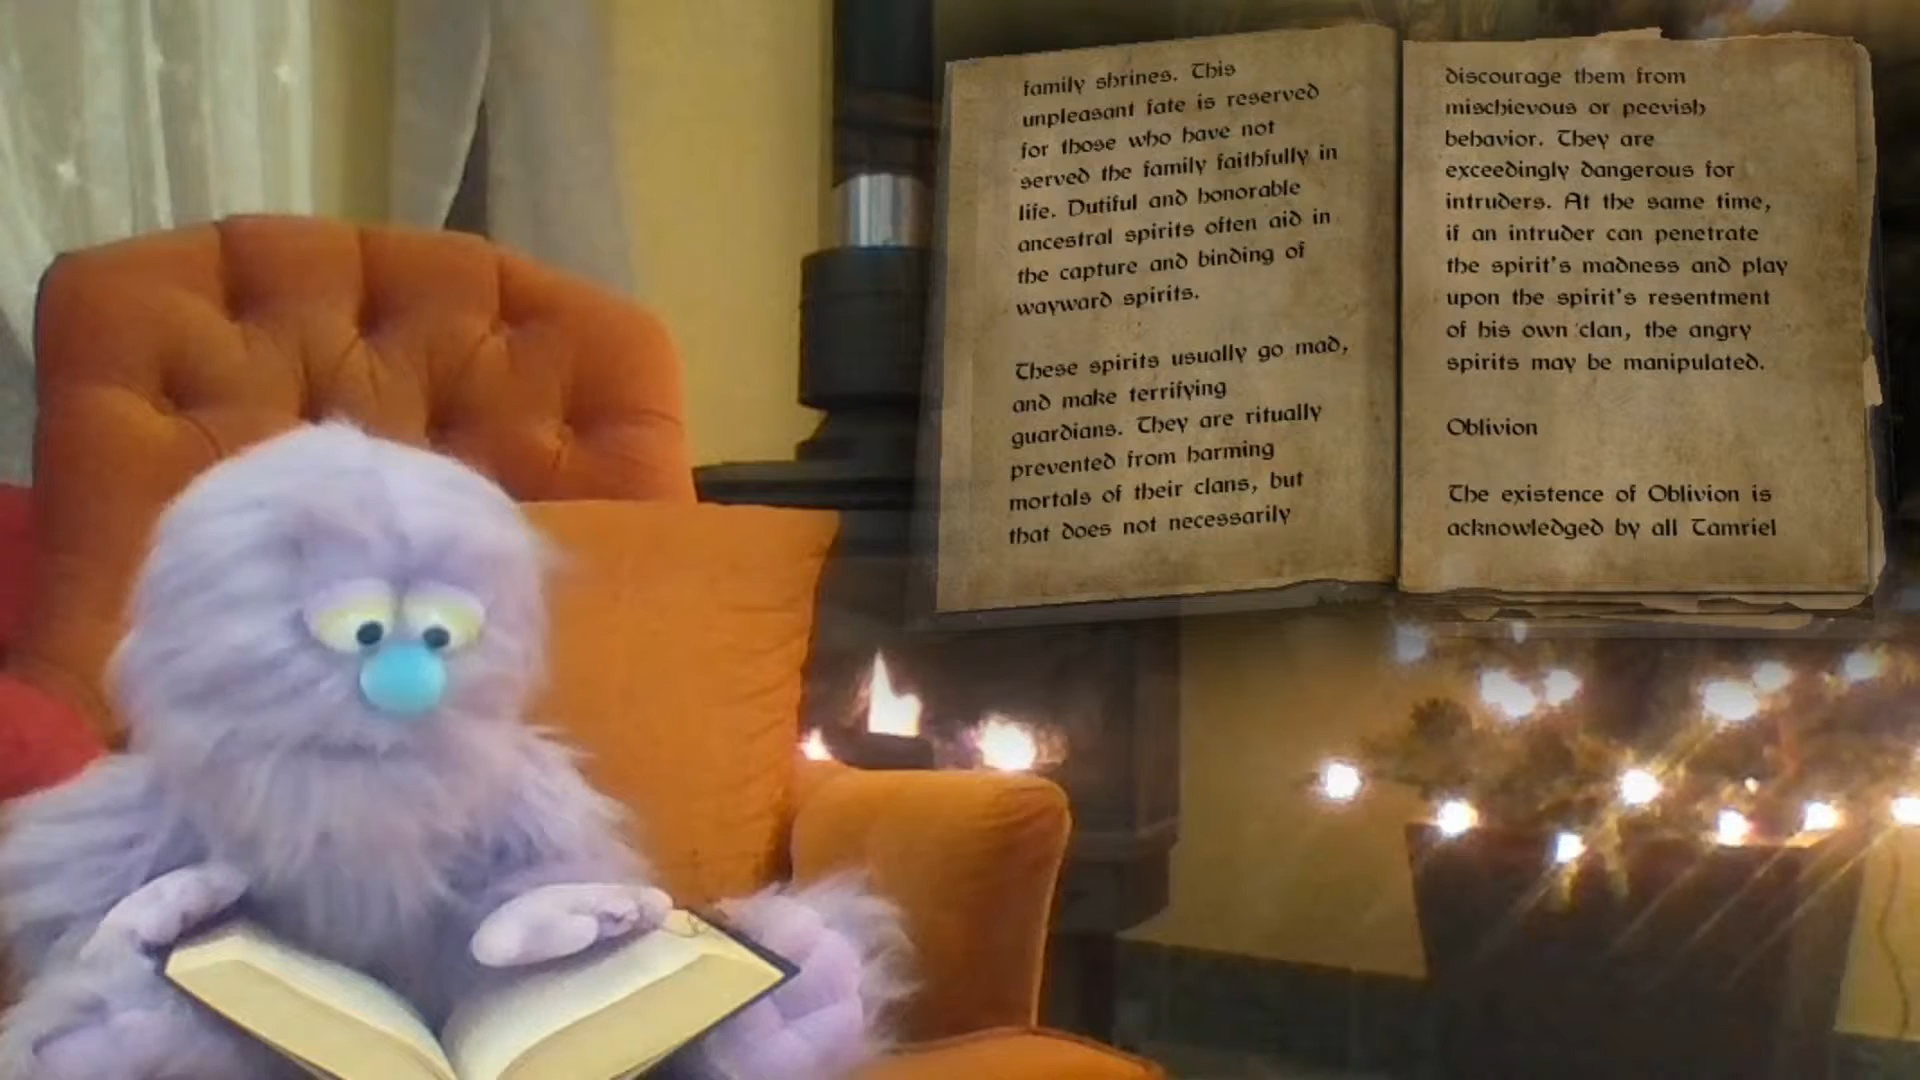 family shrines. This
unpleasant fate is reserved
for those who have not
served the family faithfully in
life. Dutiful and honorable
ancestral spirits often aid in
the capture and binding of
wayward spirits.
These spirits usually go mad,
and make terrifying
guardians. They are ritually
prevented from harming
mortals of their clans, but
that does not necessarily
discourage them from
mischievous or peevish
behavior. They are
exceedingly dangerous for
intruders. At the same time,
if an intruder can penetrate
the spirit's madness and play
upon the spirit's resentment
of his own clan, the angry
spirits may be manipulated.
Oblivion
The existence of Oblivion is
acknowledged by all Tamriel